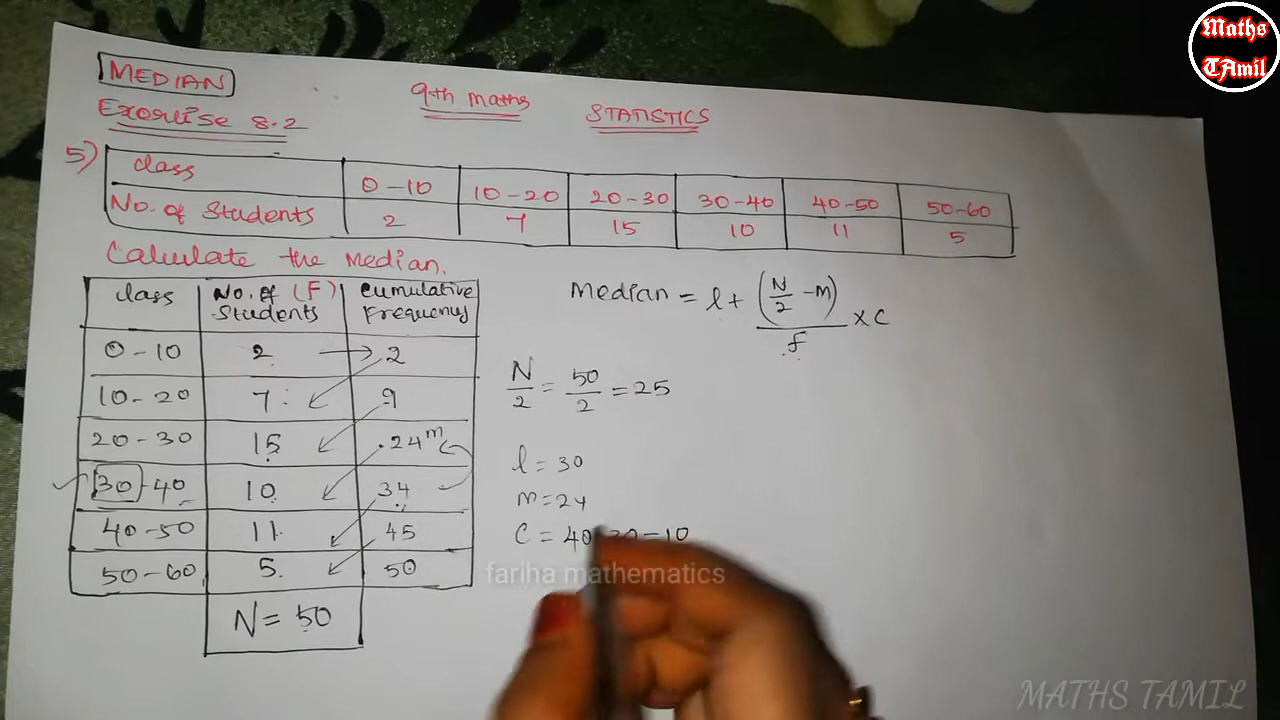 Maths
TAmil
MEDIAN
9th maths
STATISTICS
Exercise 8.2
5)
class 0-10 10-20 20-30 30-40 40-50 50-60
No. of Students 2 7 15 10 11 5
Calculate the Median.
class No. of (F) Students Cumulative Frequency
0-10 2 2
10-20 7 9
20-30 15 24 m
30-40 10 34
40-50 11 45
50-60 5 50
N = 50
Median = l + (N/2 - m)/f × C
N/2 = 50/2 = 25
l = 30
m = 24
C = 40
10
fariha mathematics
MATHS TAMIL